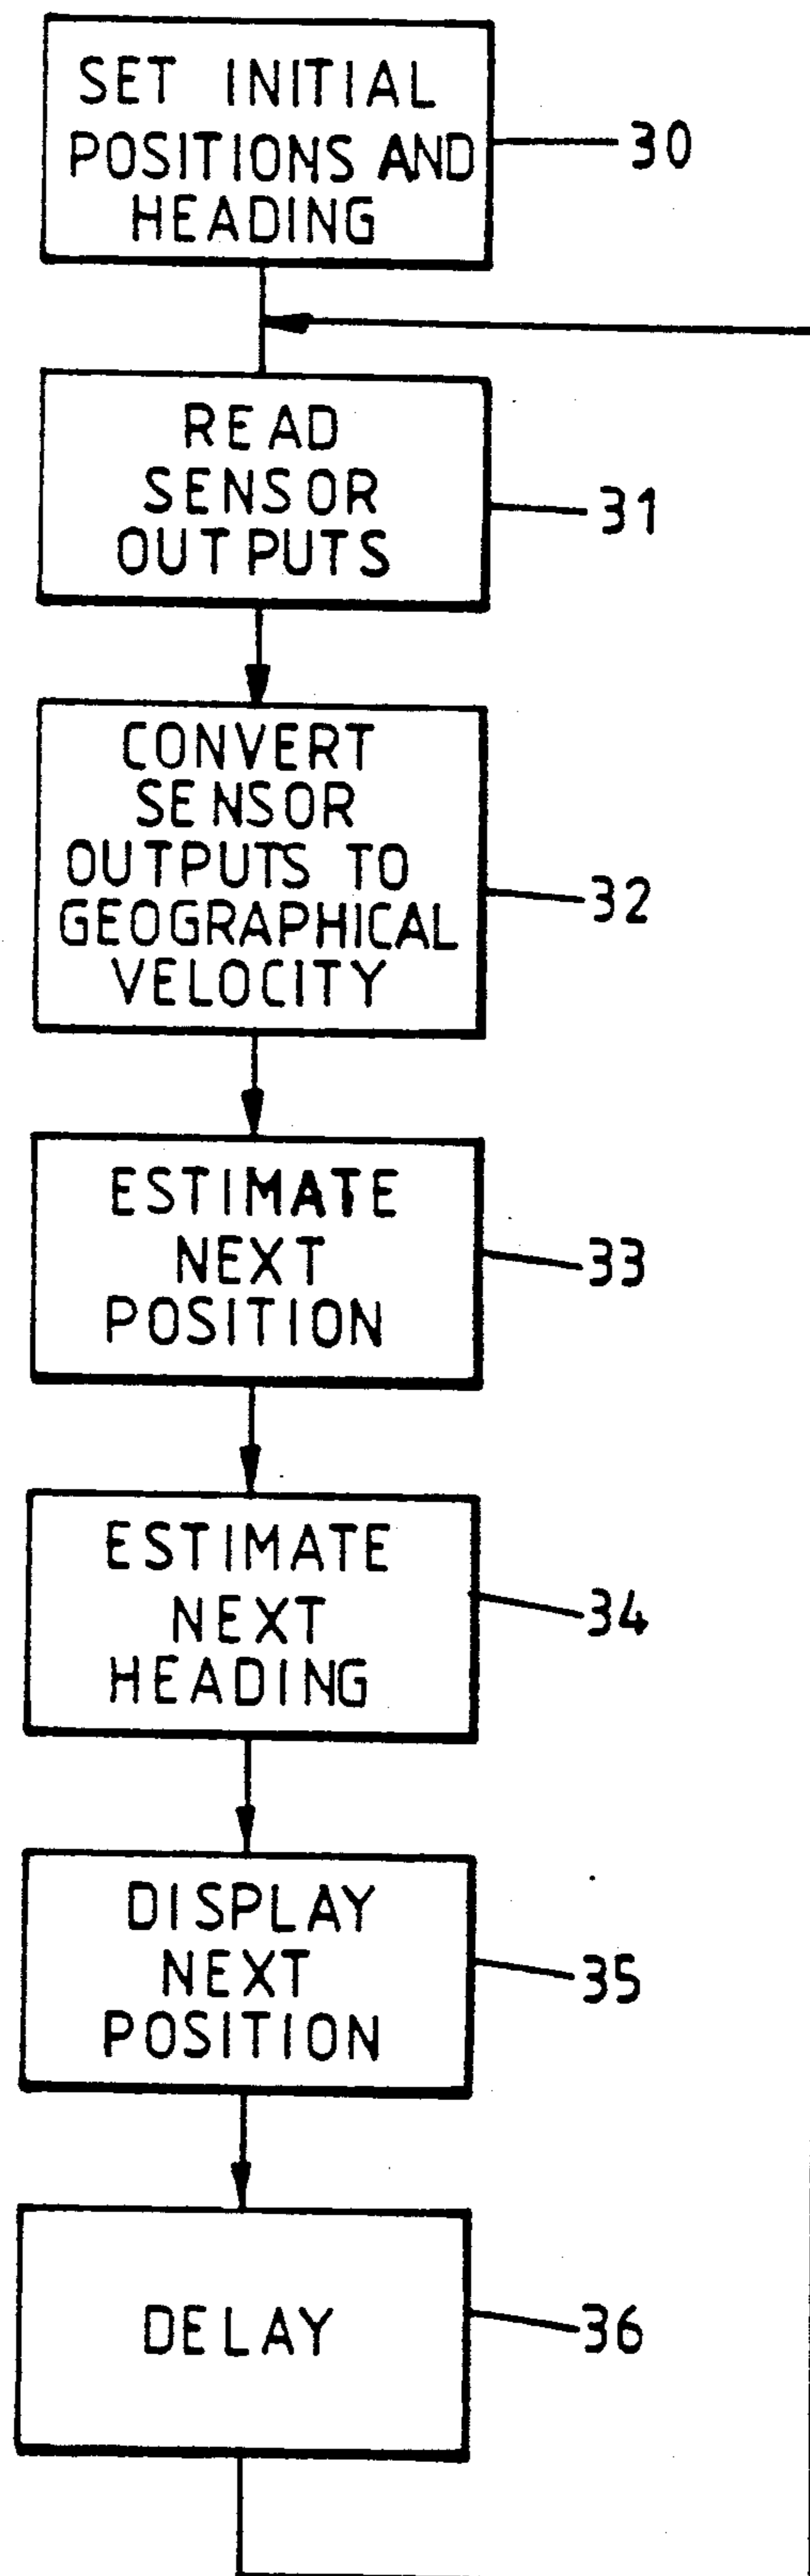 SET INITIAL
POSITIONS AND
HEADING
30
READ
SENSOR
OUTPUTS
31
CONVERT
SENSOR
OUTPUTS TO
GEOGRAPHICAL
VELOCITY
32
ESTIMATE
NEXT
POSITION
33
ESTIMATE
NEXT
HEADING
34
DISPLAY
NEXT
POSITION
35
DELAY
36